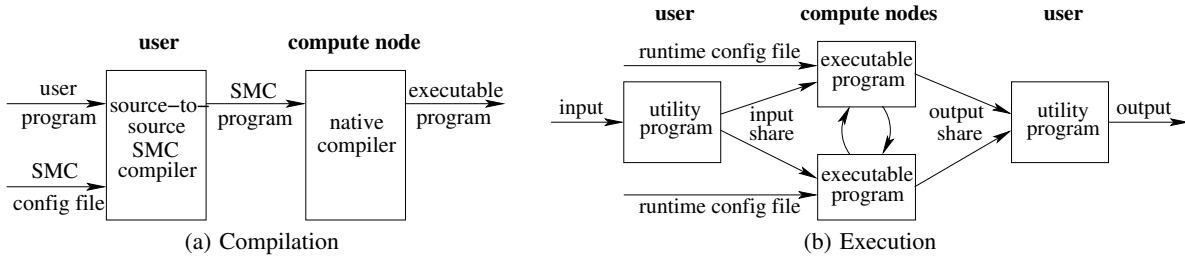 user
compute node
user
program
SMC
config file
source-to-
source
SMC
compiler
SMC
program
native
compiler
executable
program
(a) Compilation
user
compute nodes
user
runtime config file
input
utility
program
input
share
executable
program
executable
program
runtime config file
output
share
utility
program
output
(b) Execution